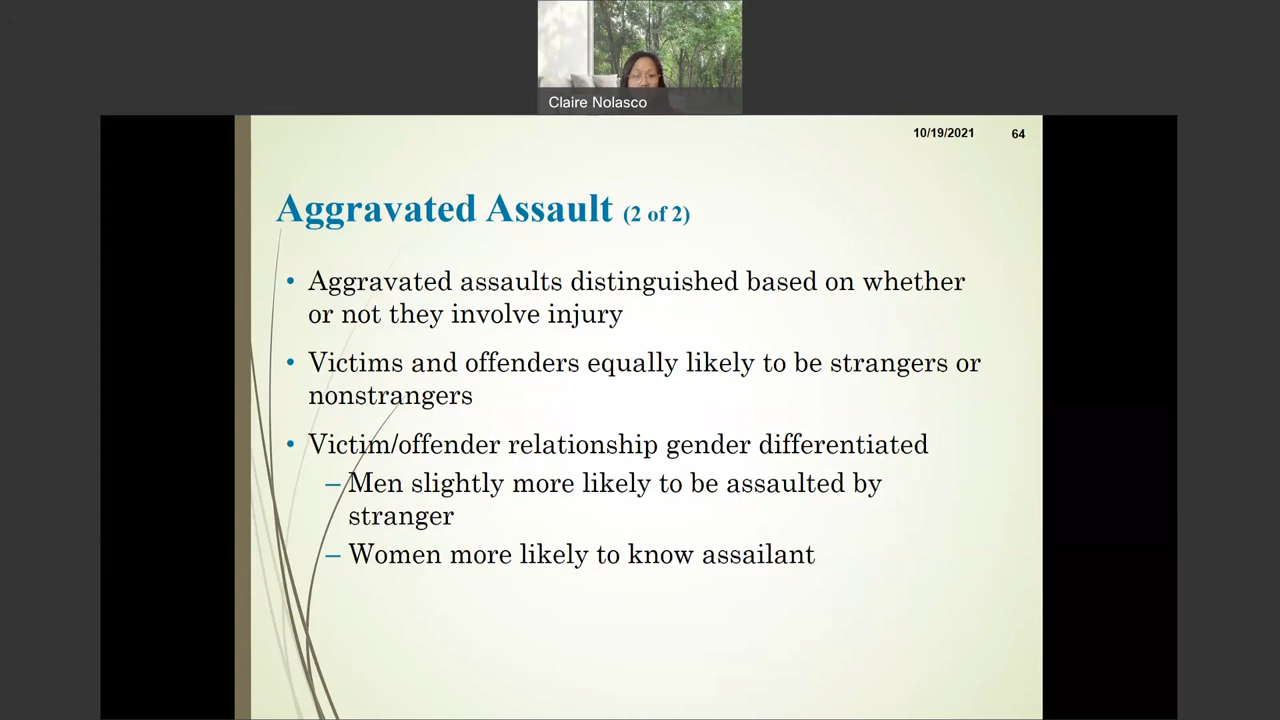 Claire Nolasco
10/19/2021 64
Aggravated Assault (2 of 2)
• Aggravated assaults distinguished based on whether
or not they involve injury
• Victims and offenders equally likely to be strangers or
nonstrangers
• Victim/offender relationship gender differentiated
– Men slightly more likely to be assaulted by
stranger
– Women more likely to know assailant